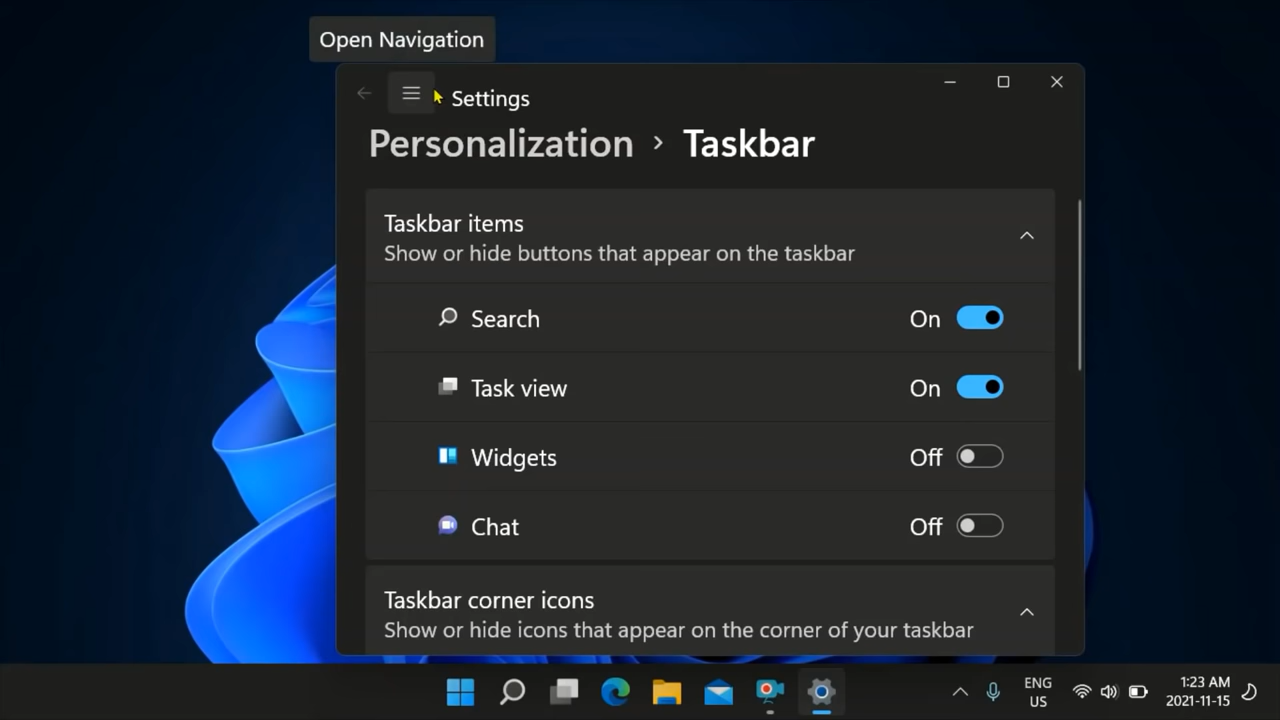 Open Navigation
Settings
Personalization > Taskbar
Taskbar items
Show or hide buttons that appear on the taskbar
Search On
Task view On
Widgets Off
Chat Off
Taskbar corner icons
Show or hide icons that appear on the corner of your taskbar
ENG 1:23 AM
US 2021-11-15